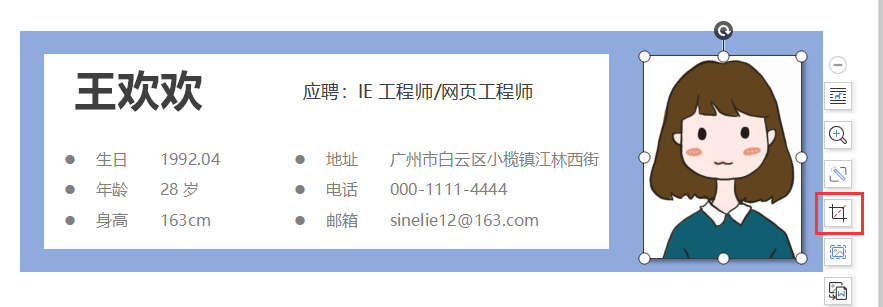 王欢欢
应聘：IE 工程师/网页工程师
● 生日 1992.04 ● 地址 广州市白云区小榄镇江林西街
● 年龄 28 岁 ● 电话 000-1111-4444
● 身高 163cm ● 邮箱 sinelie12@163.com